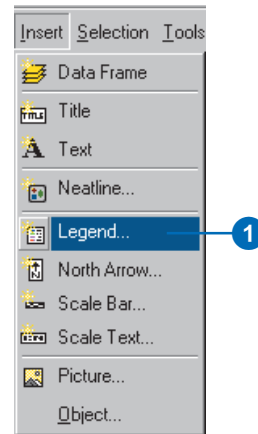 Insert Selection Tools
Data Frame
Title
Text
Neatline...
Legend...
1
North Arrow...
Scale Bar...
Scale Text...
Picture...
Object...